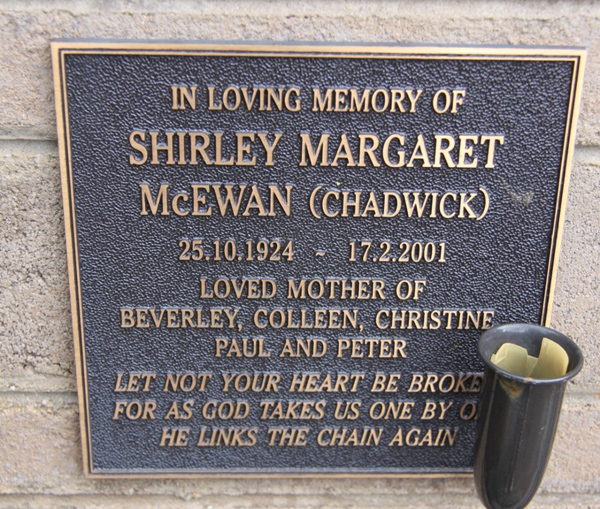 IN LOVING MEMORY OF
SHIRLEY MARGARET
McEWAN (CHADWICK)
25.10.1924 ~ 17.2.2001
LOVED MOTHER OF
BEVERLEY, COLLEEN, CHRISTINE
PAUL AND PETER
LET NOT YOUR HEART BE
FOR AS GOD TAKES US ONE BY
HE LINKS THE CHAIN AGAIN